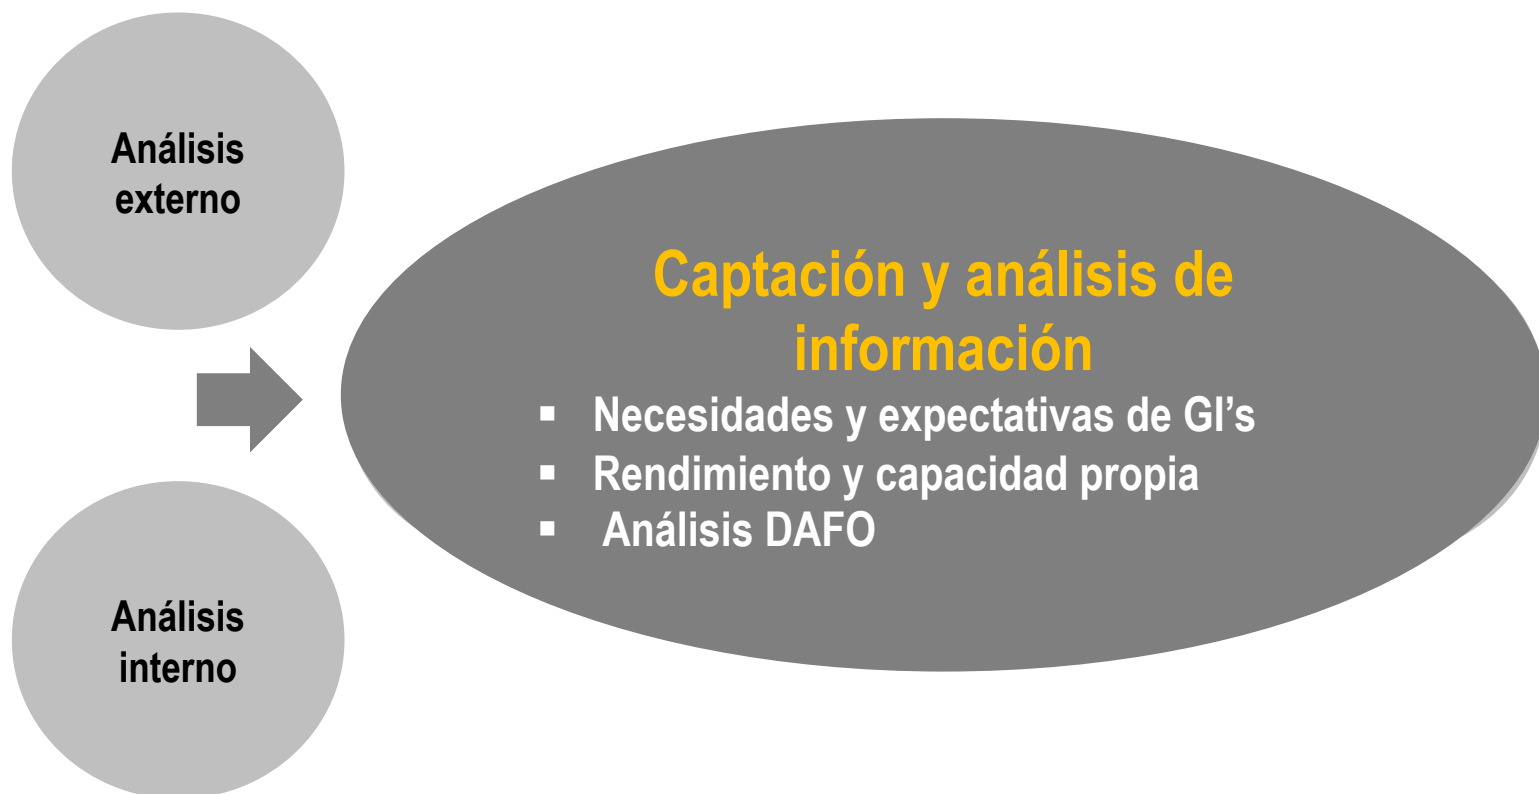 Análisis
externo
Captación y análisis de
información
▪ Necesidades y expectativas de GI’s
▪ Rendimiento y capacidad propia
▪ Análisis DAFO
Análisis
interno